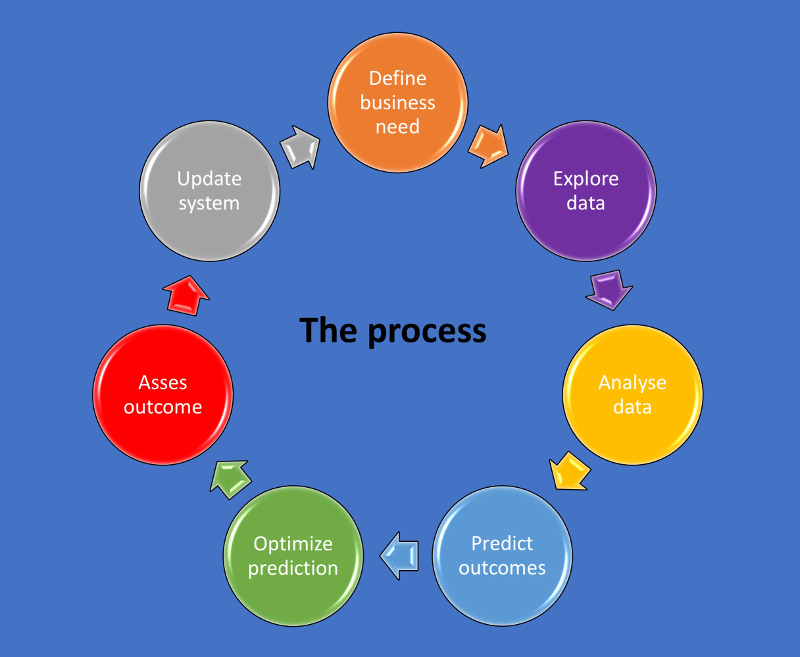 Define
business
need
Explore
data
Analyse
data
Predict
outcomes
Optimize
prediction
Asses
outcome
Update
system
The process